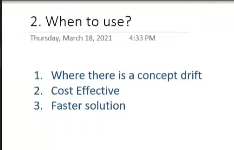 2. When to use?
Thursday, March 18, 2021 4:33 PM
1. Where there is a concept drift
2. Cost Effective
3. Faster solution